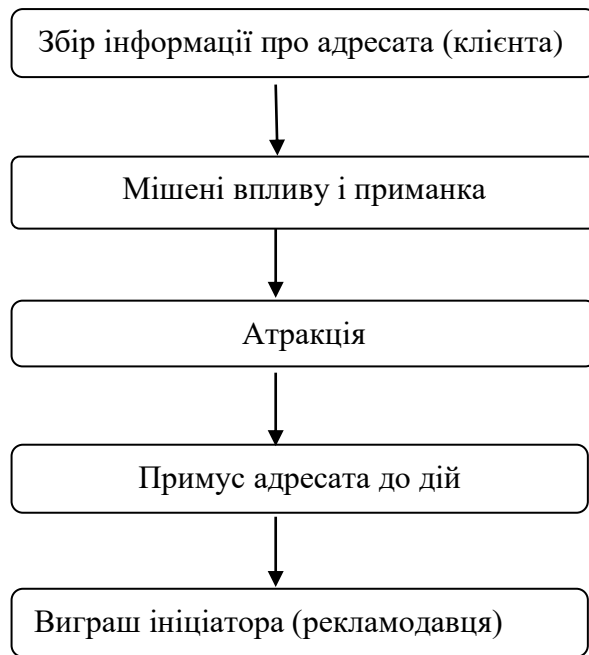 Збір інформації про адресата (клієнта)
Мішені впливу і приманка
Атракція
Примус адресата до дій
Виграш ініціатора (рекламодавця)